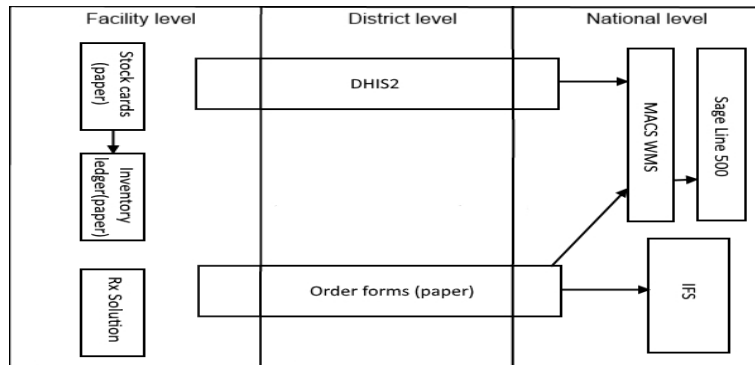 Facility level
District level
National level
Stock cards
(paper)
Inventory
ledger(paper)
Rx Solution
DHIS2
Order forms (paper)
MACS WMS
Sage Line 500
IFS